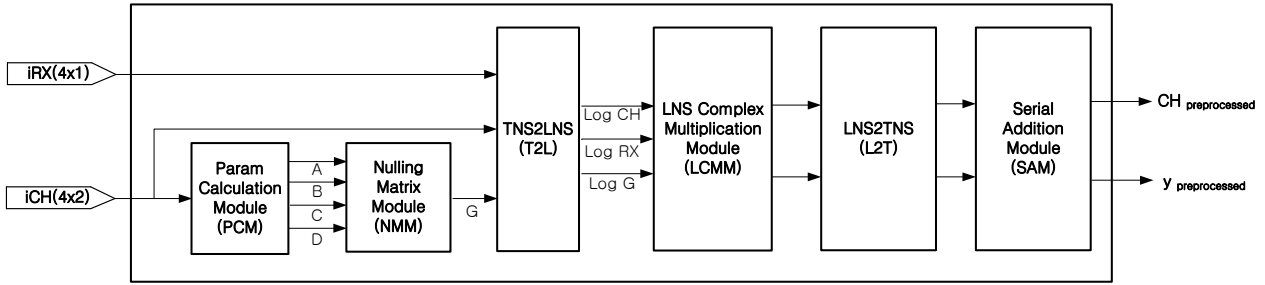 iRX(4x1)
iCH(4x2)
Param
Calculation
Module
(PCM)
A
B
C
D
Nulling
Matrix
Module
(NMM)
G
TNS2LNS
(T2L)
Log CH
Log RX
Log G
LNS Complex
Multiplication
Module
(LCMM)
LNS2TNS
(L2T)
Serial
Addition
Module
(SAM)
CH preprocessed
y preprocessed